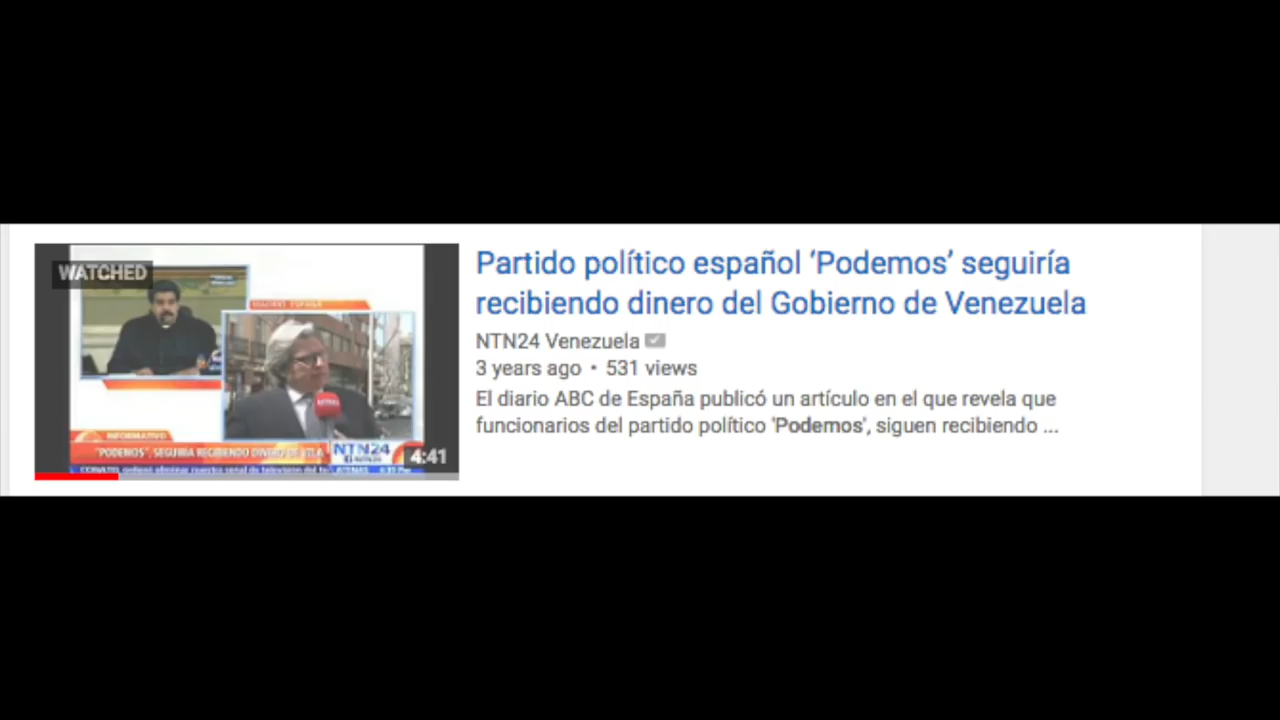 WATCHED
INFORMATIVO
"PODEMOS", SEGUIRÍA RECIBIENDO DINERO DE
NTN24
4:41
Partido político español ‘Podemos’ seguiría
recibiendo dinero del Gobierno de Venezuela
NTN24 Venezuela
3 years ago • 531 views
El diario ABC de España publicó un artículo en el que revela que
funcionarios del partido político 'Podemos', siguen recibiendo ...